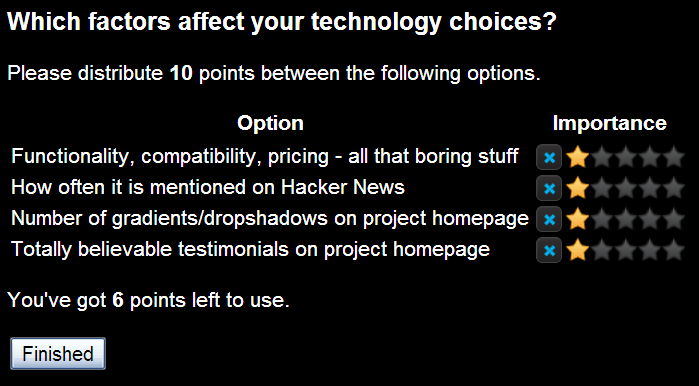 Which factors affect your technology choices?
Please distribute 10 points between the following options.
Option Importance
Functionality, compatibility, pricing - all that boring stuff
How often it is mentioned on Hacker News
Number of gradients/dropshadows on project homepage
Totally believable testimonials on project homepage
You've got 6 points left to use.
Finished